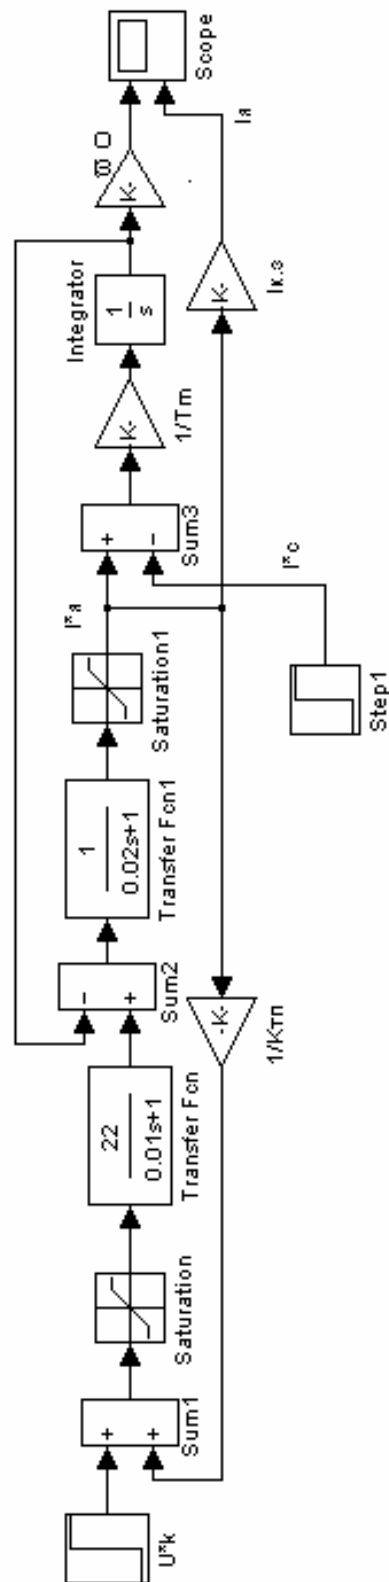 U*k
+
+
Sum1
Saturation
22
0.01s+1
Transfer Fcn
-
+
Sum2
1
0.02s+1
Transfer Fcn1
Saturation1
I*a
+
-
Sum3
K-
1/Tm
1
s
Integrator
K-
ϖ O
Scope
-K-
1/Kтп
Step1
I*c
K-
Iк.з
Ia